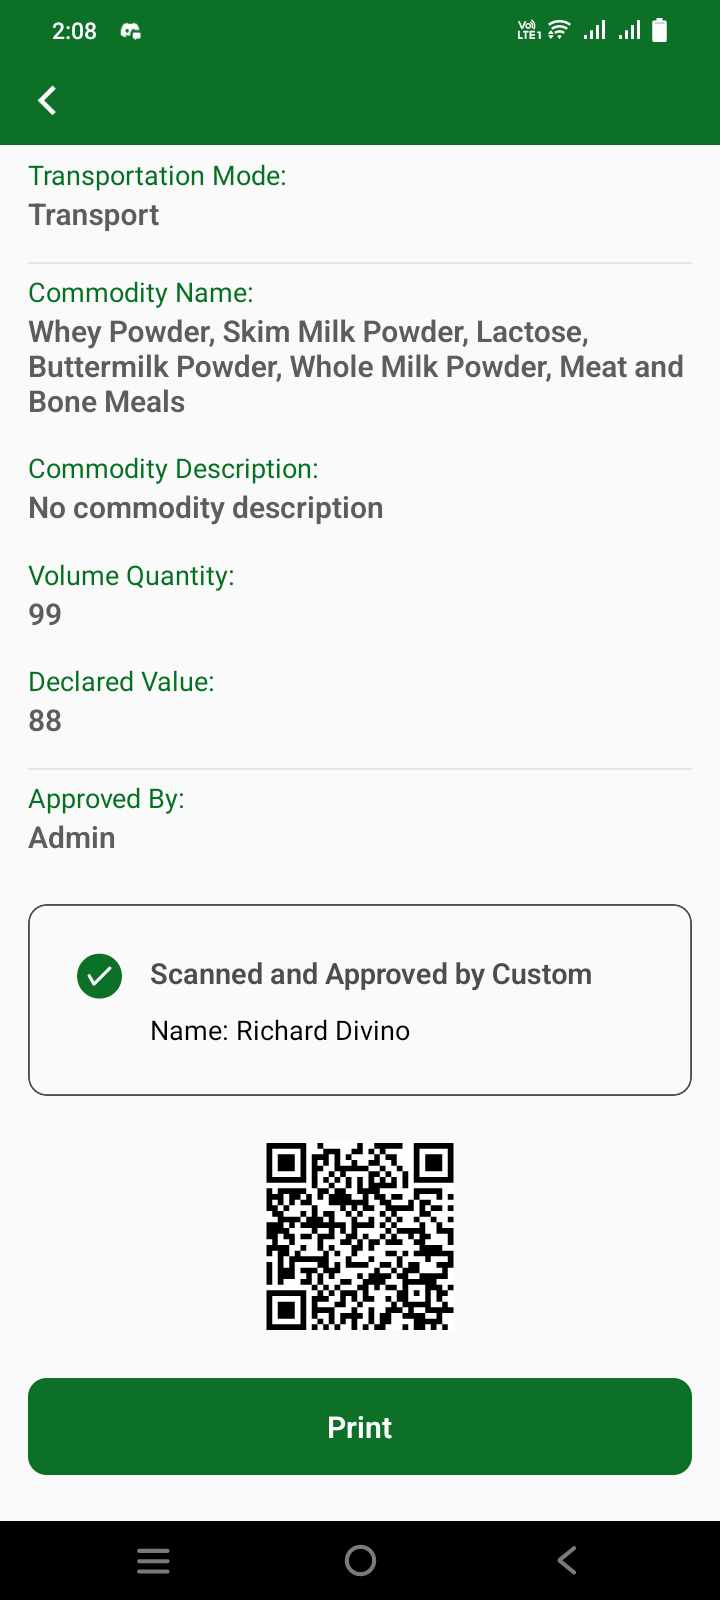 2:08
Vo)
LTE1
Transportation Mode:
Transport
Commodity Name:
Whey Powder, Skim Milk Powder, Lactose,
Buttermilk Powder, Whole Milk Powder, Meat and
Bone Meals
Commodity Description:
No commodity description
Volume Quantity:
99
Declared Value:
88
Approved By:
Admin
Scanned and Approved by Custom
Name: Richard Divino
Print